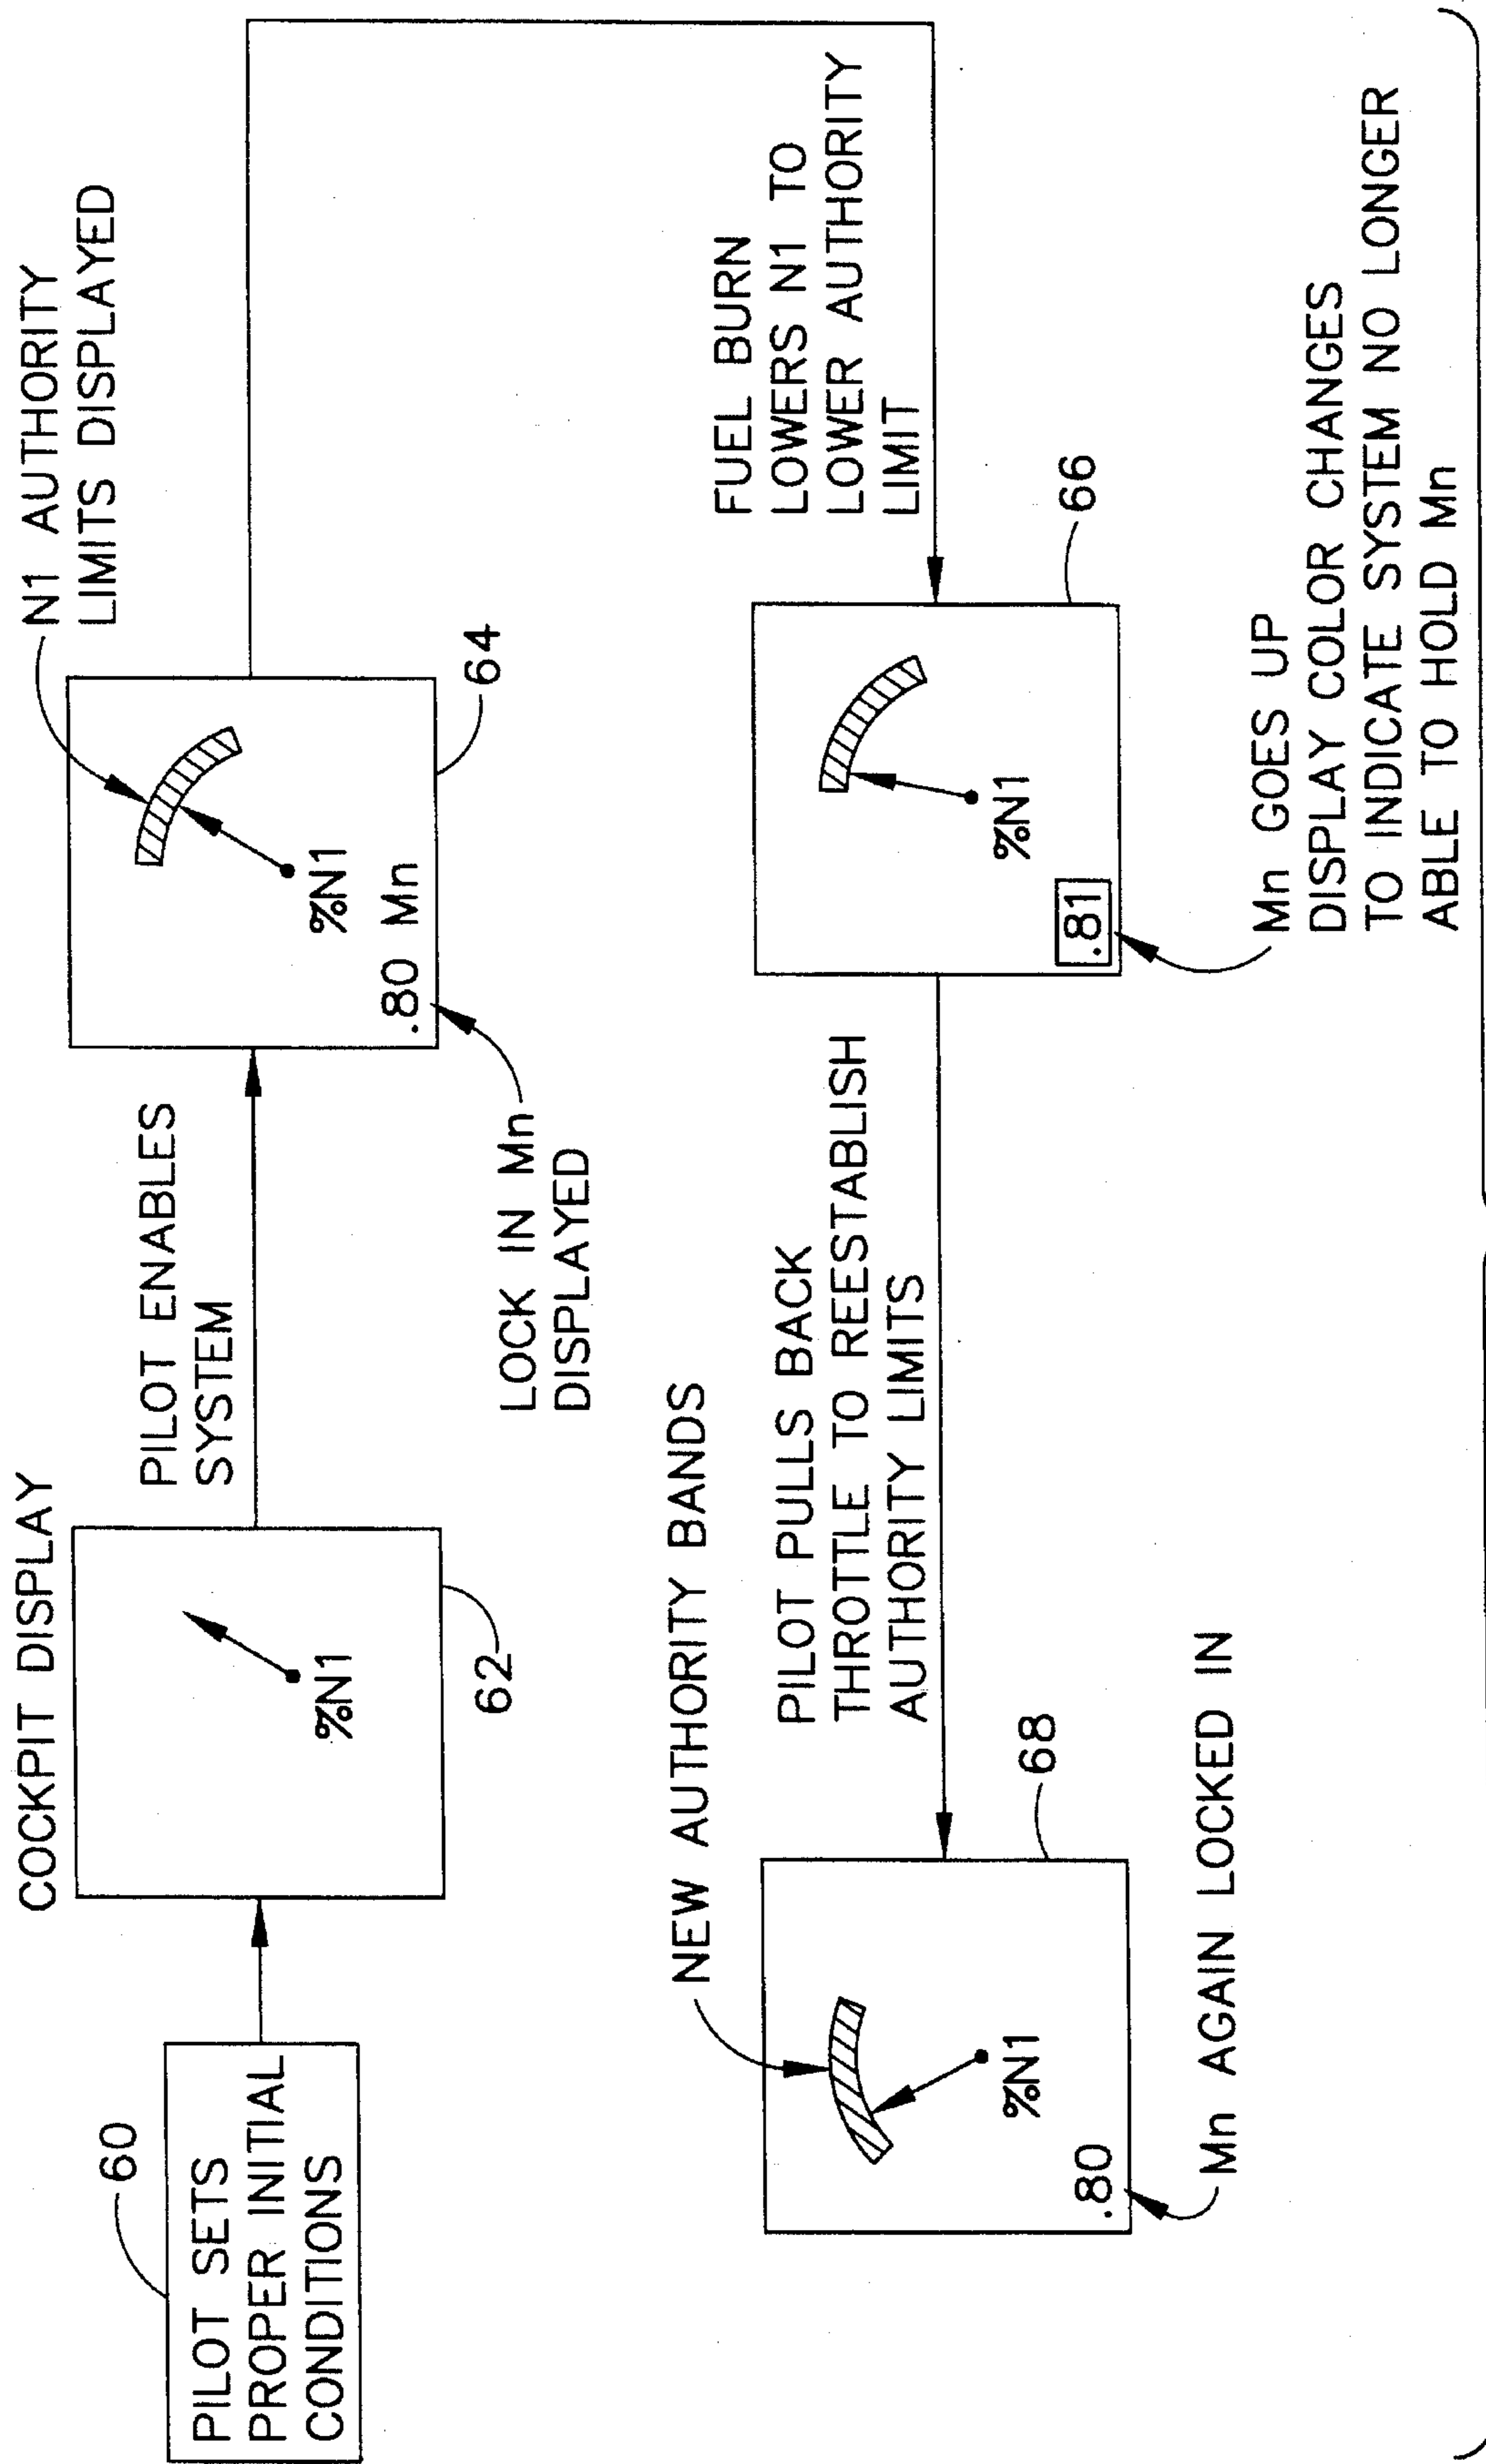 60
PILOT SETS
PROPER INITIAL
CONDITIONS
COCKPIT DISPLAY
%N1
62
PILOT ENABLES
SYSTEM
N1 AUTHORITY
LIMITS DISPLAYED
%N1
.80 Mn
64
LOCK IN Mn
DISPLAYED
FUEL BURN
LOWERS N1 TO
LOWER AUTHORITY
LIMIT
%N1
.81
66
Mn GOES UP
DISPLAY COLOR CHANGES
TO INDICATE SYSTEM NO LONGER
ABLE TO HOLD Mn
PILOT PULLS BACK
THROTTLE TO REESTABLISH
AUTHORITY LIMITS
NEW AUTHORITY BANDS
%N1
.80
68
Mn AGAIN LOCKED IN